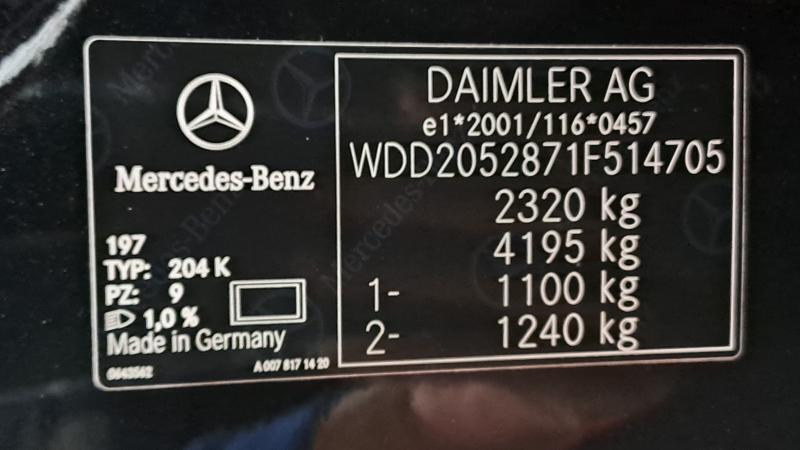 Mercedes-Benz
197
TYP: 204 K
PZ: 9
1,0 %
Made in Germany
0643562
A 007 817 14 20
DAIMLER AG
e1*2001/116*0457
WDD2052871F514705
2320 kg
4195 kg
1- 1100 kg
2- 1240 kg